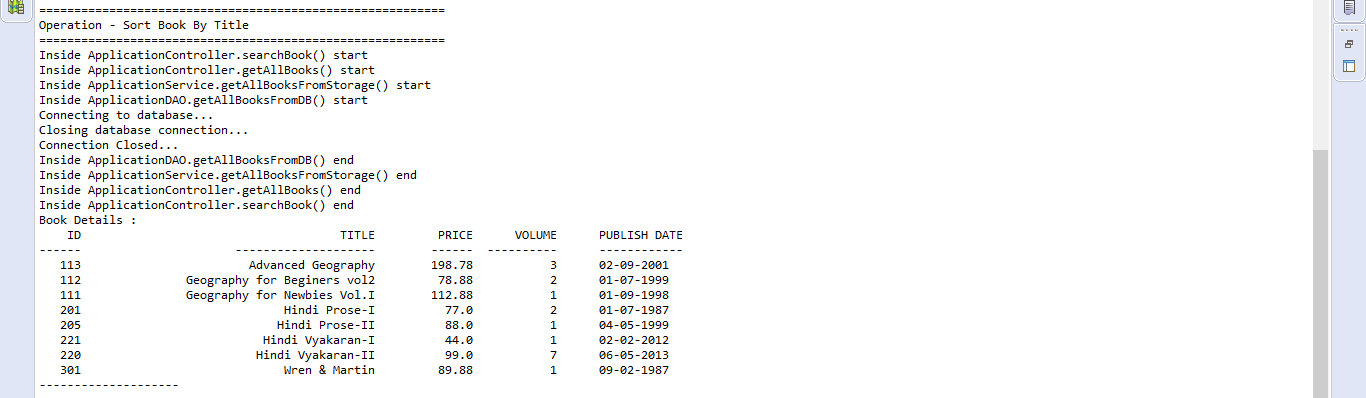 ==========================================================
Operation - Sort Book By Title
==========================================================
Inside ApplicationController.searchBook() start
Inside ApplicationController.getAllBooks() start
Inside ApplicationService.getAllBooksFromStorage() start
Inside ApplicationDAO.getAllBooksFromDB() start
Connecting to database...
Closing database connection...
Connection Closed...
Inside ApplicationDAO.getAllBooksFromDB() end
Inside ApplicationService.getAllBooksFromStorage() end
Inside ApplicationController.getAllBooks() end
Inside ApplicationController.searchBook() end
Book Details :
    ID                                     TITLE         PRICE      VOLUME      PUBLISH DATE
------                      --------------------        ------  ----------      ------------
   113                        Advanced Geography        198.78           3      02-09-2001
   112               Geography for Beginers vol2         78.88           2      01-07-1999
   111               Geography for Newbies Vol.I        112.88           1      01-09-1998
   201                             Hindi Prose-I          77.0           2      01-07-1987
   205                            Hindi Prose-II          88.0           1      04-05-1999
   221                          Hindi Vyakaran-I          44.0           1      02-02-2012
   220                         Hindi Vyakaran-II          99.0           7      06-05-2013
   301                             Wren & Martin         89.88           1      09-02-1987
--------------------